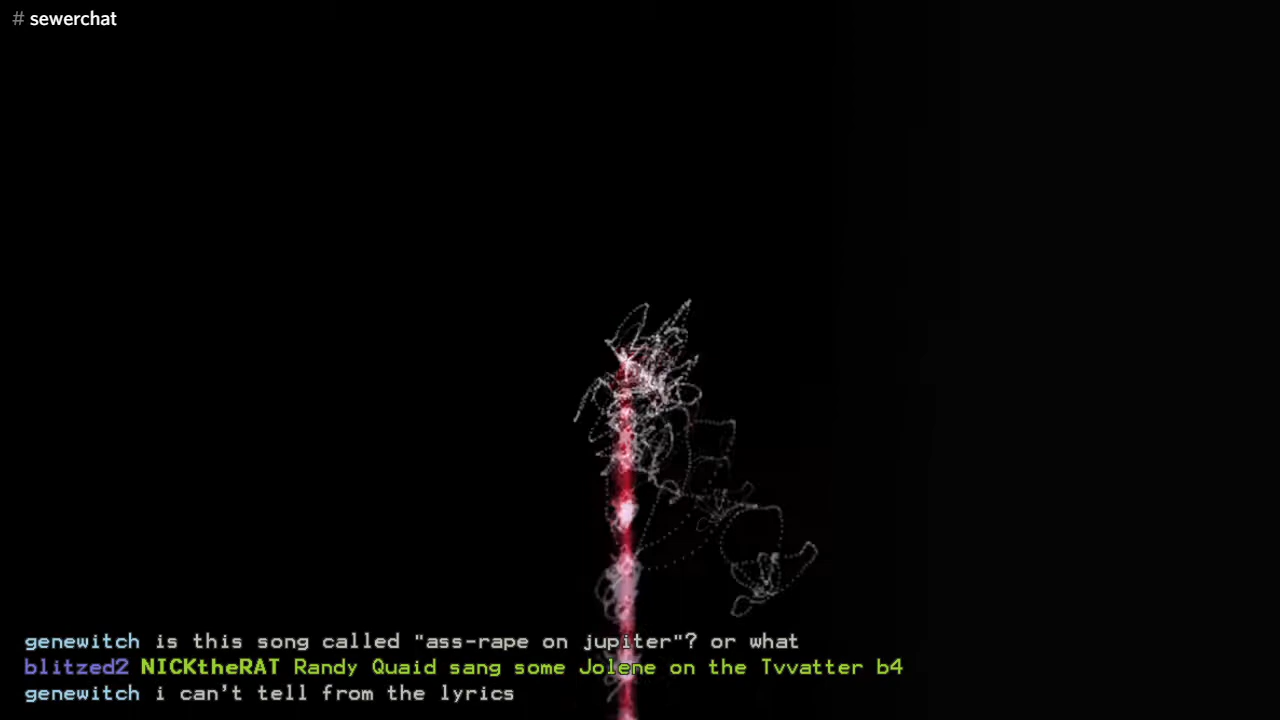 # sewerchat
genewitch is this song called "ass-rape on jupiter"? or what
blitzed2 NICKtheRAT Randy Quaid sang some Jolene on the Tvvatter b4
genewitch i can't tell from the lyrics